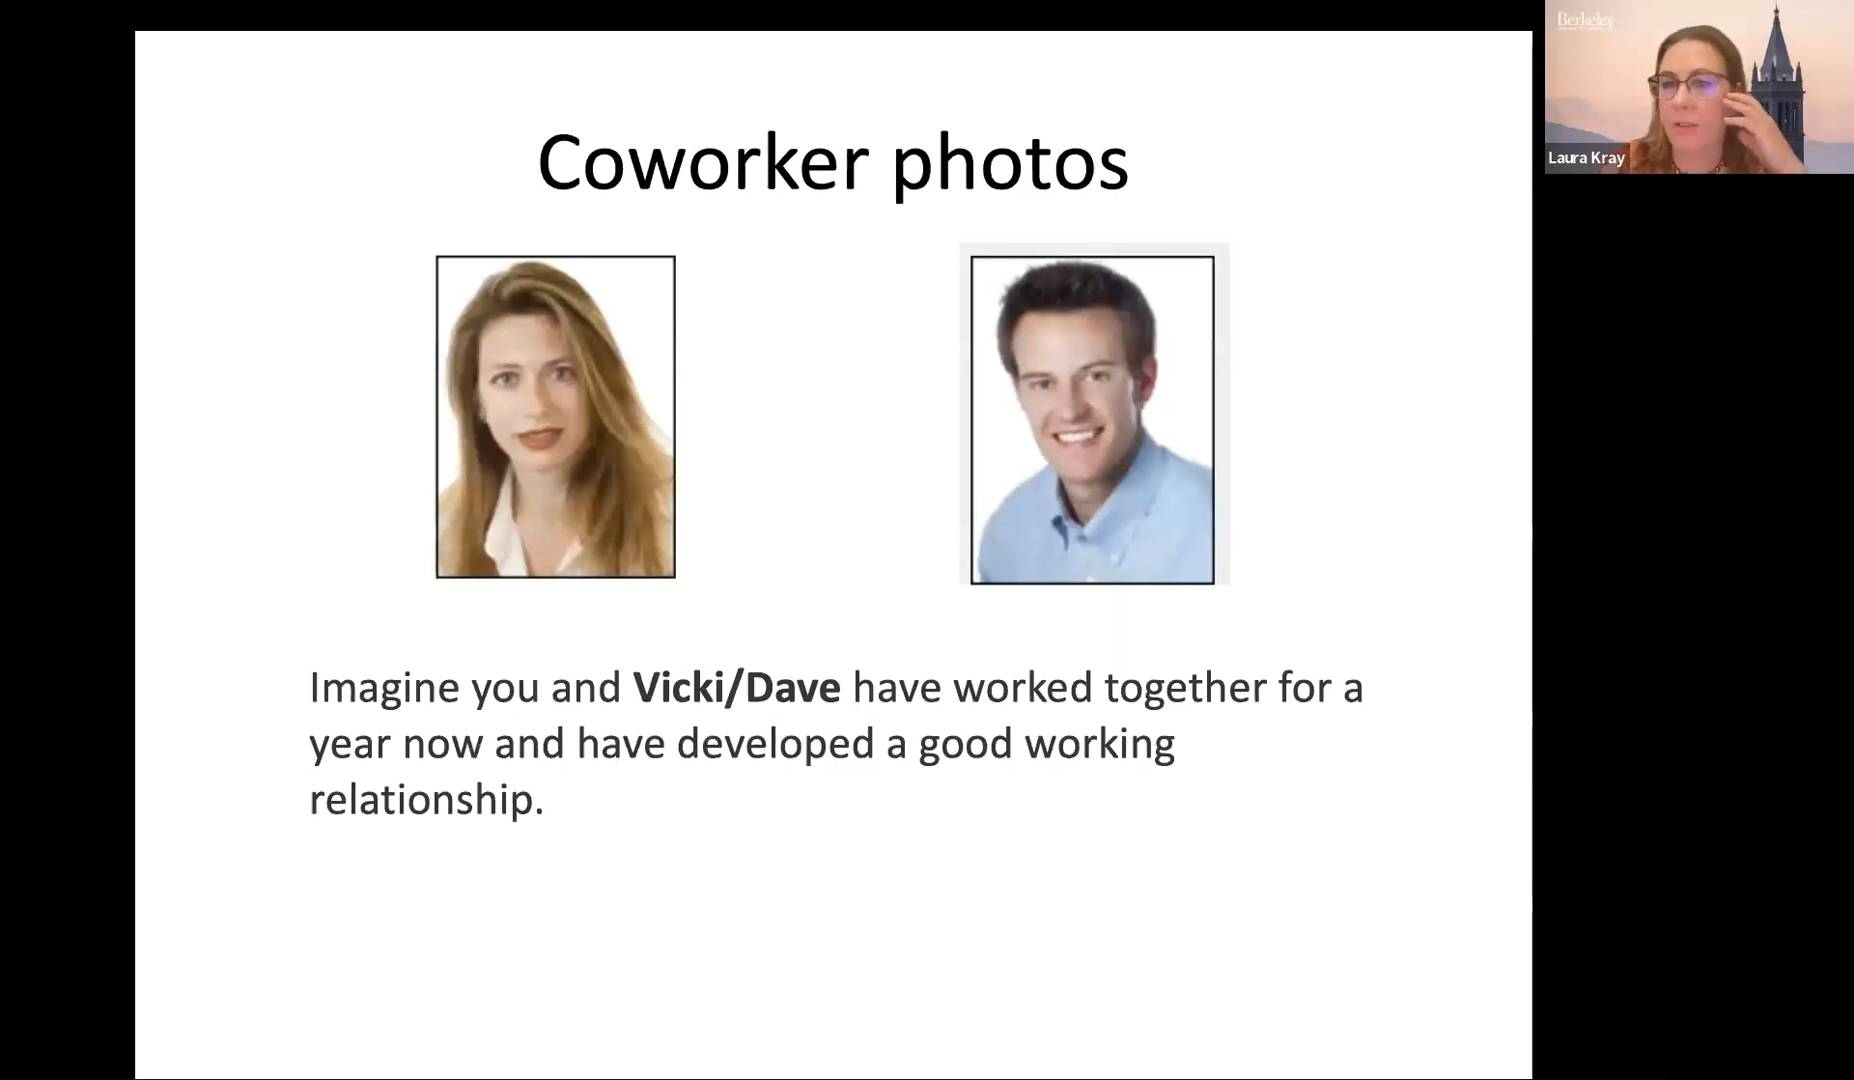 Berkeley
Laura Kray
Coworker photos
Imagine you and Vicki/Dave have worked together for a
year now and have developed a good working
relationship.